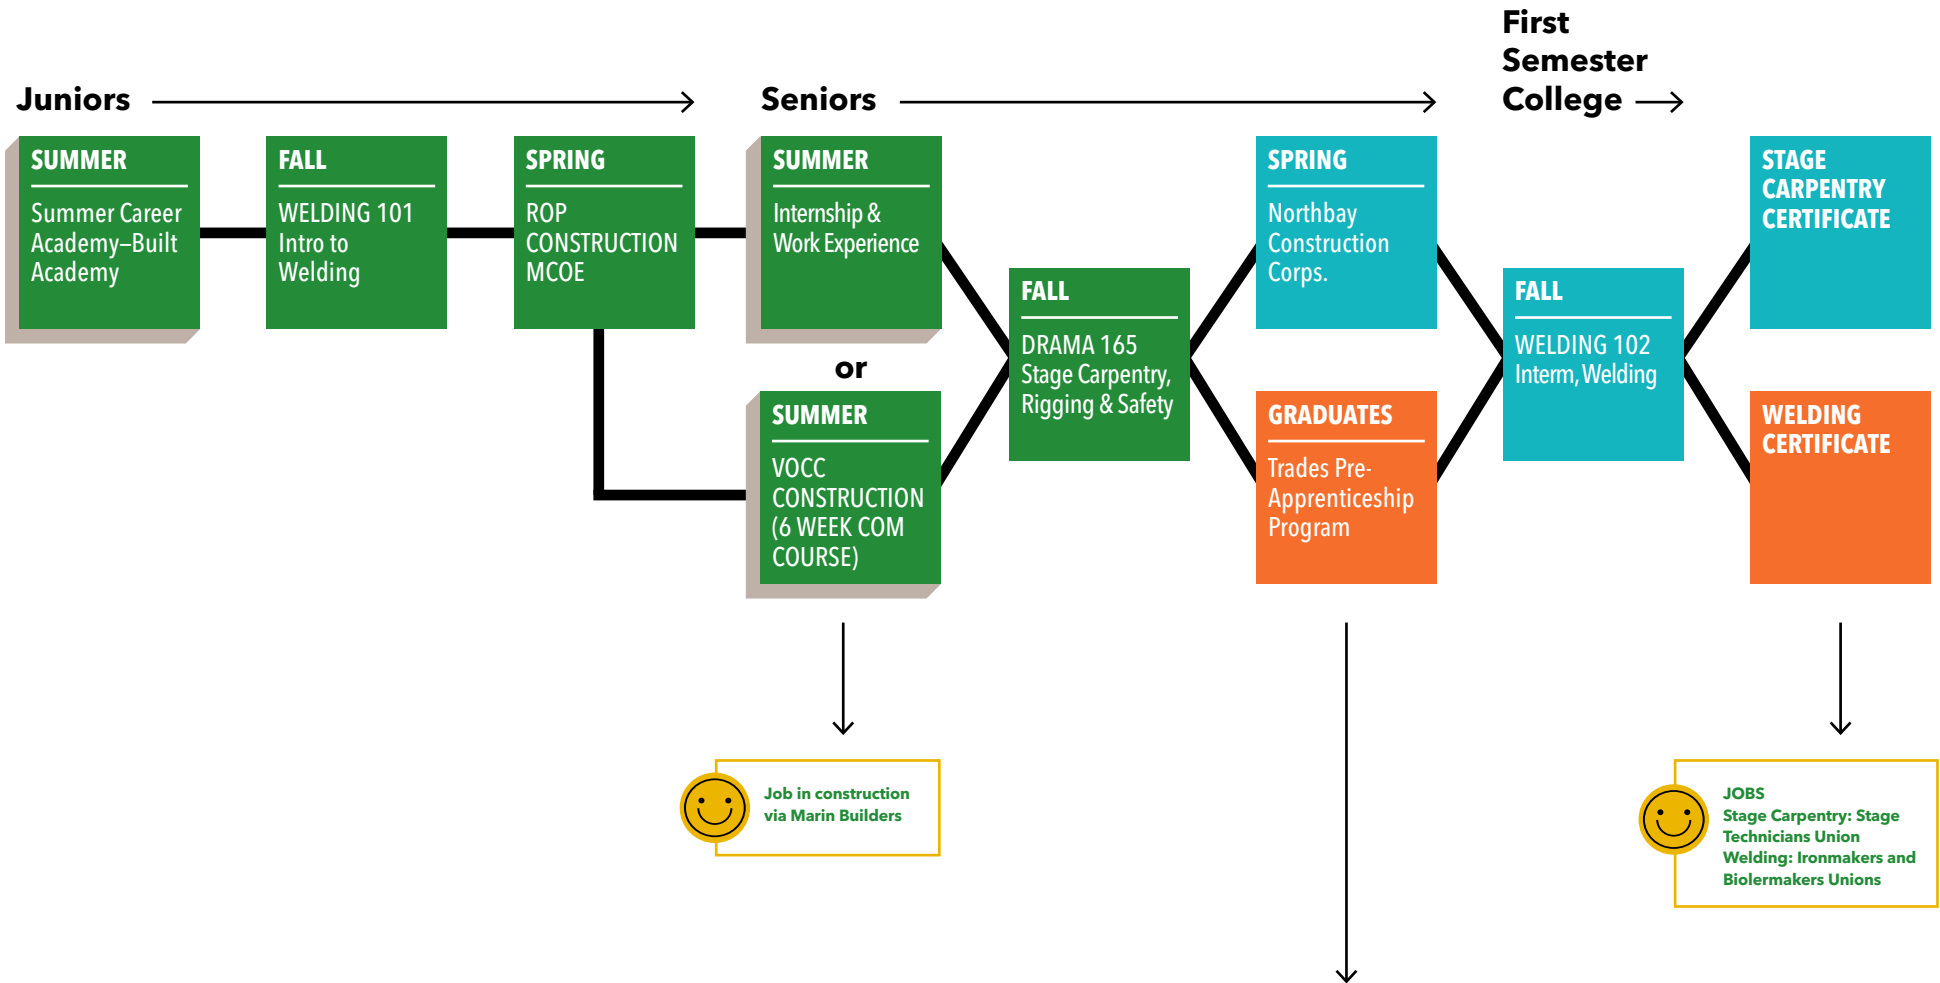 Juniors
Seniors
First
Semester
College
SUMMER
Summer Career
Academy–Built
Academy
FALL
WELDING 101
Intro to
Welding
SPRING
ROP
CONSTRUCTION
MCOE
SUMMER
Internship &
Work Experience
or
SUMMER
VOCC
CONSTRUCTION
(6 WEEK COM
COURSE)
FALL
DRAMA 165
Stage Carpentry,
Rigging & Safety
SPRING
Northbay
Construction
Corps.
GRADUATES
Trades Pre-
Apprenticeship
Program
FALL
WELDING 102
Interm, Welding
STAGE
CARPENTRY
CERTIFICATE
WELDING
CERTIFICATE
Job in construction
via Marin Builders
JOBS
Stage Carpentry: Stage
Technicians Union
Welding: Ironmakers and
Biolermakers Unions